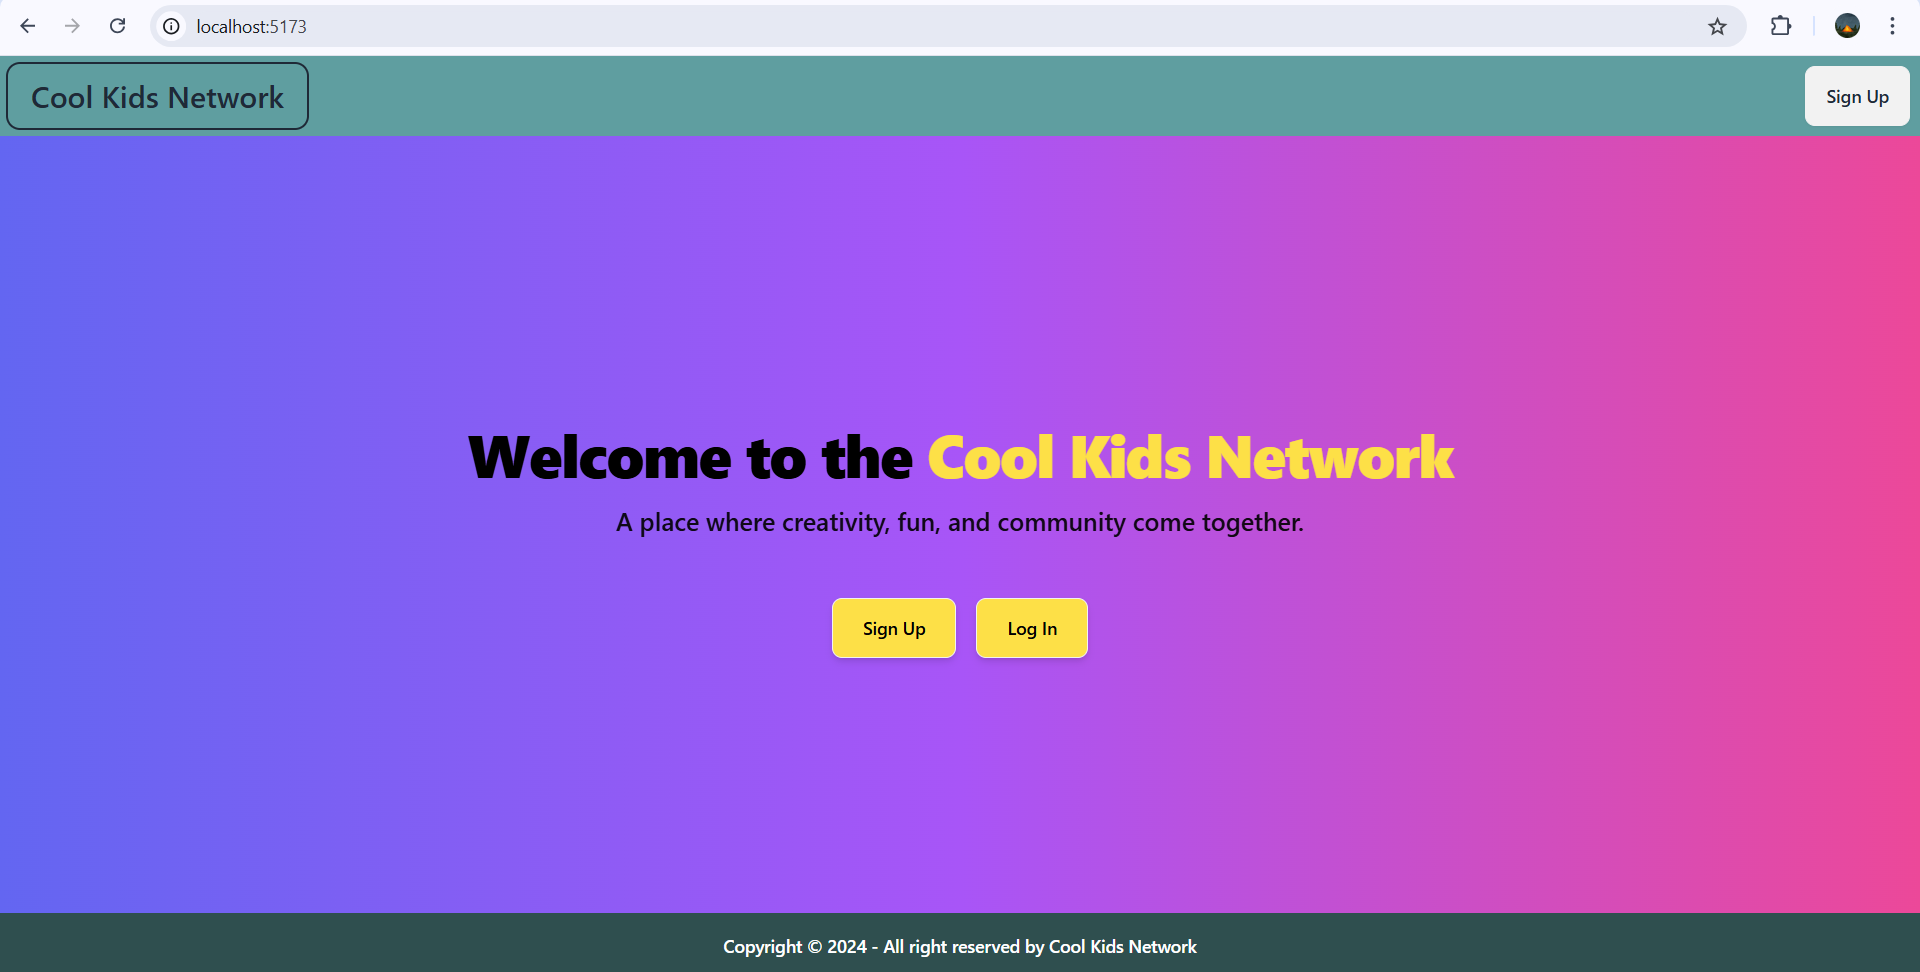 localhost:5173
Cool Kids Network
Sign Up
Welcome to the Cool Kids Network
A place where creativity, fun, and community come together.
Sign Up
Log In
Copyright © 2024 - All right reserved by Cool Kids Network